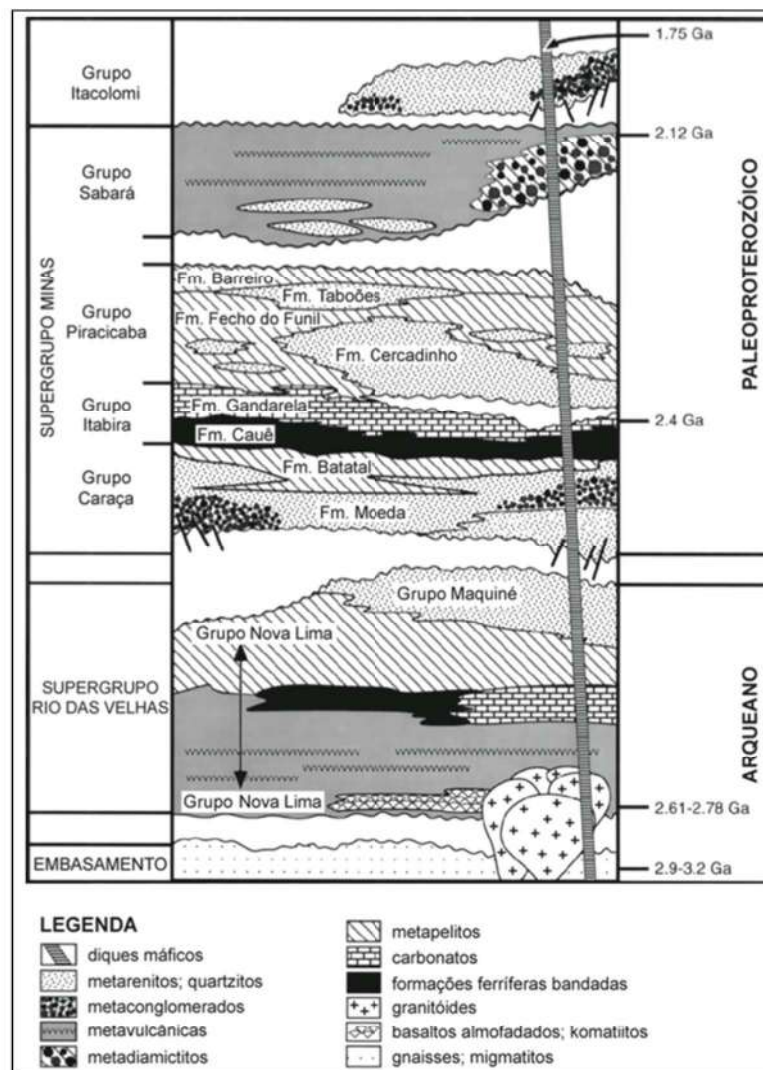 1.75 Ga
Grupo
Itacolomi
2.12 Ga
Grupo
Sabará
PALEOPROTEROZÓICO
SUPERGRUPO MINAS
Fm. Barreiro
Fm. Taboões
Fm. Fecho do Funil
Grupo
Piracicaba
Fm. Cercadinho
Fm. Gandarela
Grupo
Itabira
2.4 Ga
Fm. Cauê
Fm. Batatal
Grupo
Caraça
Fm. Moeda
Grupo Maquiné
Grupo Nova Lima
SUPERGRUPO
RIO DAS VELHAS
ARQUEANO
Grupo Nova Lima
2.61-2.78 Ga
EMBASAMENTO
2.9-3.2 Ga
LEGENDA
diques máficos
metarenitos; quartzitos
metaconglomerados
metavulcânicas
metadiamictitos
metapelitos
carbonatos
formações ferríferas bandadas
granitóides
basaltos almofadados; komatiitos
gnaisses; migmatitos